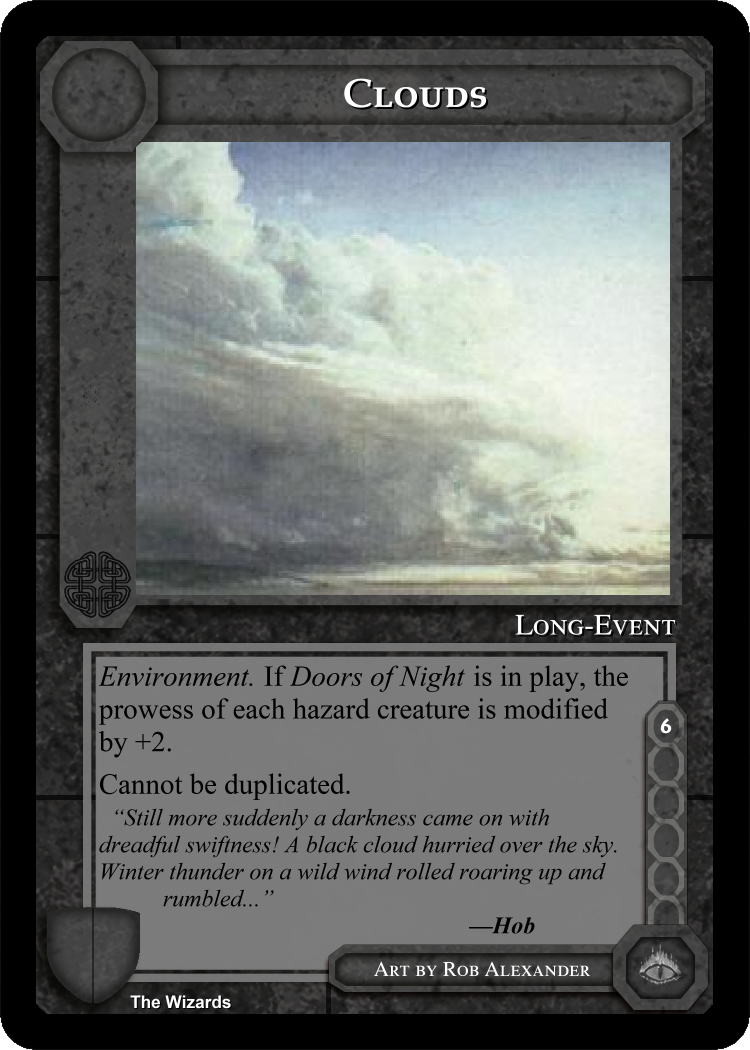 Clouds
Long-Event
Environment. If Doors of Night is in play, the
prowess of each hazard creature is modified
by +2.
Cannot be duplicated.
“Still more suddenly a darkness came on with
dreadful swiftness! A black cloud hurried over the sky.
Winter thunder on a wild wind rolled roaring up and
rumbled...”
—Hob
6
Art by Rob Alexander
The Wizards